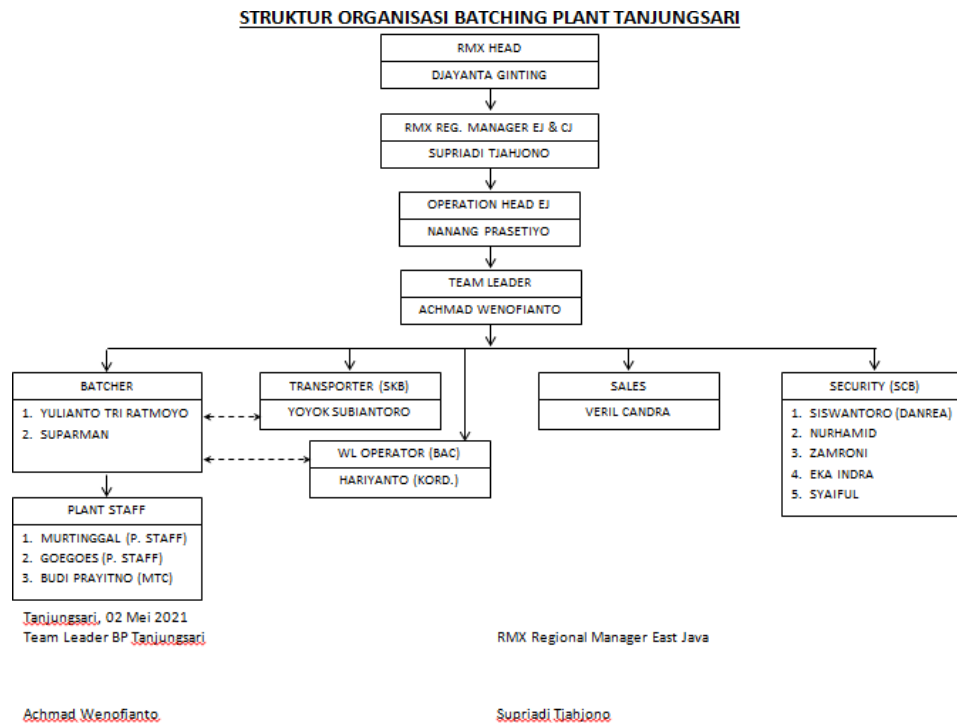 STRUKTUR ORGANISASI BATCHING PLANT TANJUNGSARI
RMX HEAD
DJAYANTA GINTING
RMX REG. MANAGER EJ & CJ
SUPRIADI TJAHJONO
OPERATION HEAD EJ
NANANG PRASETIYO
TEAM LEADER
ACHMAD WENOFIANTO
BATCHER
1. YULIANTO TRI RATMOYO
2. SUPARMAN
TRANSPORTER (SKB)
YOYOK SUBIANTORO
WL OPERATOR (BAC)
HARIYANTO (KORD.)
SALES
VERIL CANDRA
SECURITY (SCB)
1. SISWANTORO (DANREA)
2. NURHAMID
3. ZAMRONI
4. EKA INDRA
5. SYAIFUL
PLANT STAFF
1. MURTINGGAL (P. STAFF)
2. GOEGOES (P. STAFF)
3. BUDI PRAYITNO (MTC)
Tanjungsari, 02 Mei 2021
Team Leader BP Tanjungsari
RMX Regional Manager East Java
Achmad Wenofianto
Supriadi Tjahjono